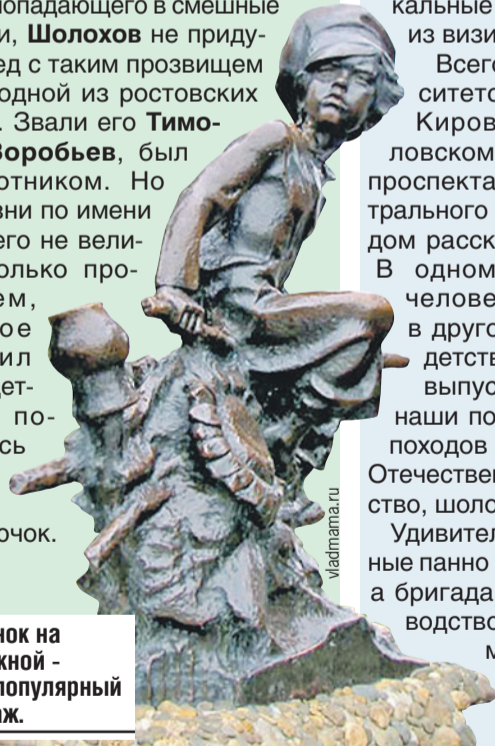 попадающего в смешные
и, Шолохов не приду-
ед с таким прозвищем
одной из ростовских
. Звали его Тимо-
Воробьев, был
отником. Но
зни по имени
его не вели-
олько про-
ем,
ое
ил
дет-
по-
сь
очок.
нок на
жной -
популярный
аж.
vladmama.ru
кальные
из визи
Всего
ситето
Киров
ловском
проспекта
трального
дом расск
В одном
челове
в друго
детств
выпус
наши по
походов
Отечестве
ство, шоло
Удивител
ные панно
а бригада
водство
м